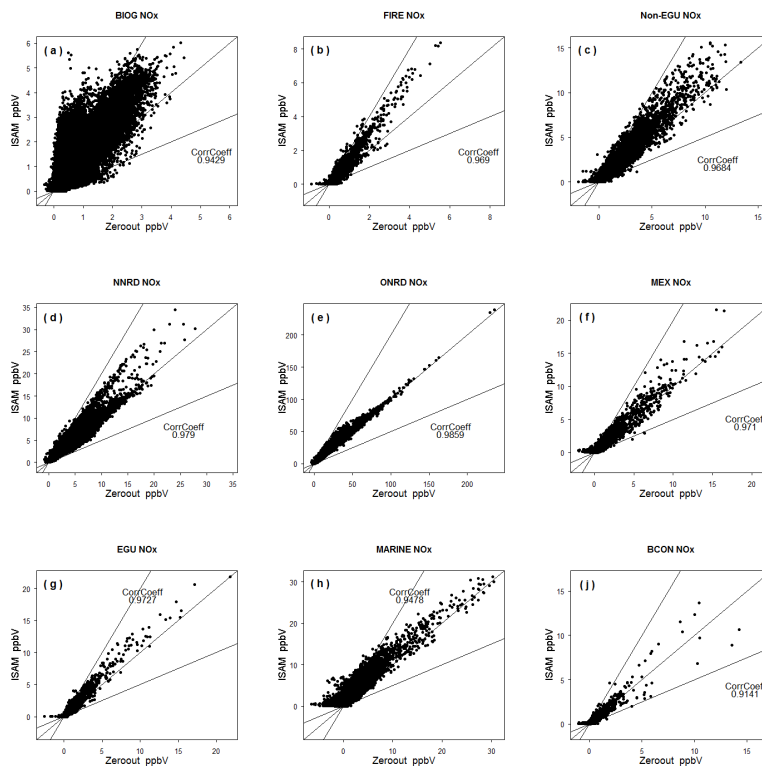 BIOG NOx
( a )
6
5
4
3
2
1
0
ISAM ppbV
CorrCoeff
0.9429
0 1 2 3 4 5 6
Zeroout ppbV
FIRE NOx
( b )
8
6
4
2
0
ISAM ppbV
CorrCoeff
0.969
0 2 4 6 8
Zeroout ppbV
Non-EGU NOx
( c )
15
10
5
0
ISAM ppbV
CorrCoeff
0.9684
0 5 10 15
Zeroout ppbV
NNRD NOx
( d )
35
30
25
20
15
10
5
0
ISAM ppbV
CorrCoeff
0.979
0 5 10 15 20 25 30 35
Zeroout ppbV
ONRD NOx
( e )
200
150
100
50
0
ISAM ppbV
CorrCoeff
0.9859
0 50 100 150 200
Zeroout ppbV
MEX NOx
( f )
20
15
10
5
0
ISAM ppbV
CorrCoeff
0.971
0 5 10 15 20
Zeroout ppbV
EGU NOx
( g )
20
15
10
5
0
ISAM ppbV
CorrCoeff
0.9727
0 5 10 15 20
Zeroout ppbV
MARINE NOx
( h )
30
20
10
0
ISAM ppbV
CorrCoeff
0.9478
0 10 20 30
Zeroout ppbV
BCON NOx
( j )
15
10
5
0
ISAM ppbV
CorrCoeff
0.9141
0 5 10 15
Zeroout ppbV